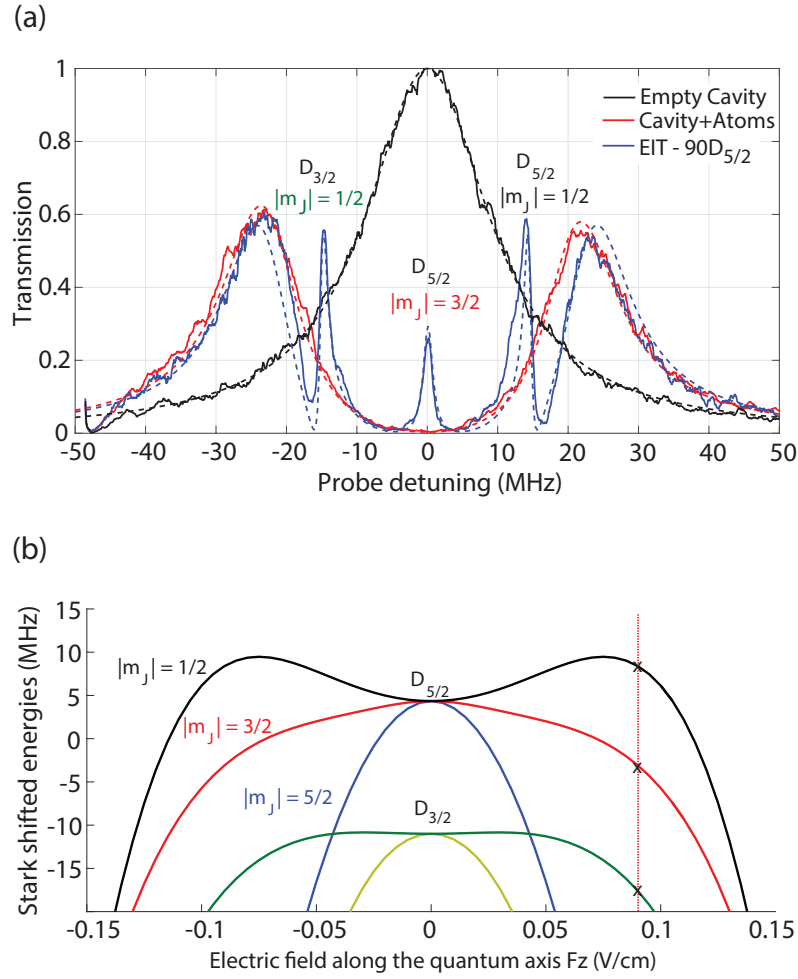 (a)
1
0.8
0.6
0.4
0.2
0
Transmission
Empty Cavity
Cavity+Atoms
EIT - 90D5/2
D3/2
|mJ| = 1/2
D5/2
|mJ| = 1/2
D5/2
|mJ| = 3/2
-50 -40 -30 -20 -10 0 10 20 30 40 50
Probe detuning (MHz)
(b)
15
10
5
0
-5
-10
-15
Stark shifted energies (MHz)
|mJ| = 1/2
D5/2
|mJ| = 3/2
|mJ| = 5/2
D3/2
x
x
x
-0.15 -0.1 -0.05 0 0.05 0.1 0.15
Electric field along the quantum axis Fz (V/cm)